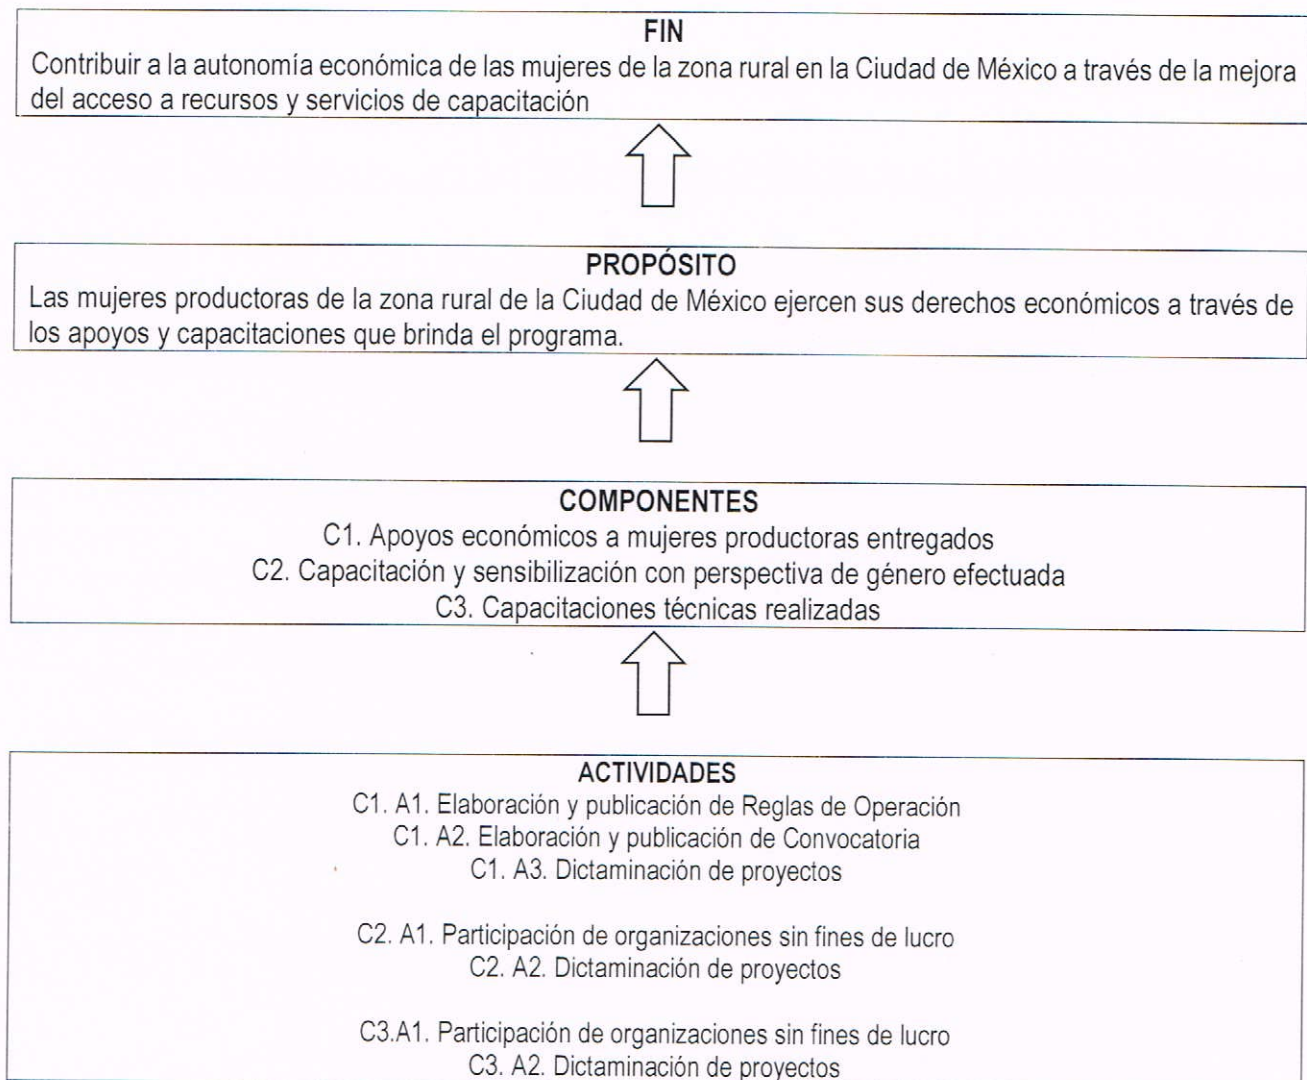 FIN
Contribuir a la autonomía económica de las mujeres de la zona rural en la Ciudad de México a través de la mejora
del acceso a recursos y servicios de capacitación
PROPÓSITO
Las mujeres productoras de la zona rural de la Ciudad de México ejercen sus derechos económicos a través de
los apoyos y capacitaciones que brinda el programa.
COMPONENTES
C1. Apoyos económicos a mujeres productoras entregados
C2. Capacitación y sensibilización con perspectiva de género efectuada
C3. Capacitaciones técnicas realizadas
ACTIVIDADES
C1. A1. Elaboración y publicación de Reglas de Operación
C1. A2. Elaboración y publicación de Convocatoria
C1. A3. Dictaminación de proyectos
C2. A1. Participación de organizaciones sin fines de lucro
C2. A2. Dictaminación de proyectos
C3.A1. Participación de organizaciones sin fines de lucro
C3. A2. Dictaminación de proyectos